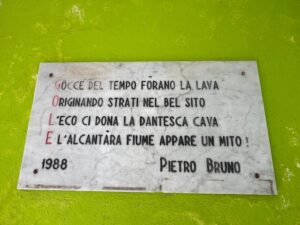 GOCCE DEL TEMPO FORANO LA LAVA
ORIGINANDO STRATI NEL BEL SITO
L'ECO CI DONA LA DANTESCA CAVA
E L'ALCÀNTARA FIUME APPARE UN MITO !
1988 PIETRO BRUNO